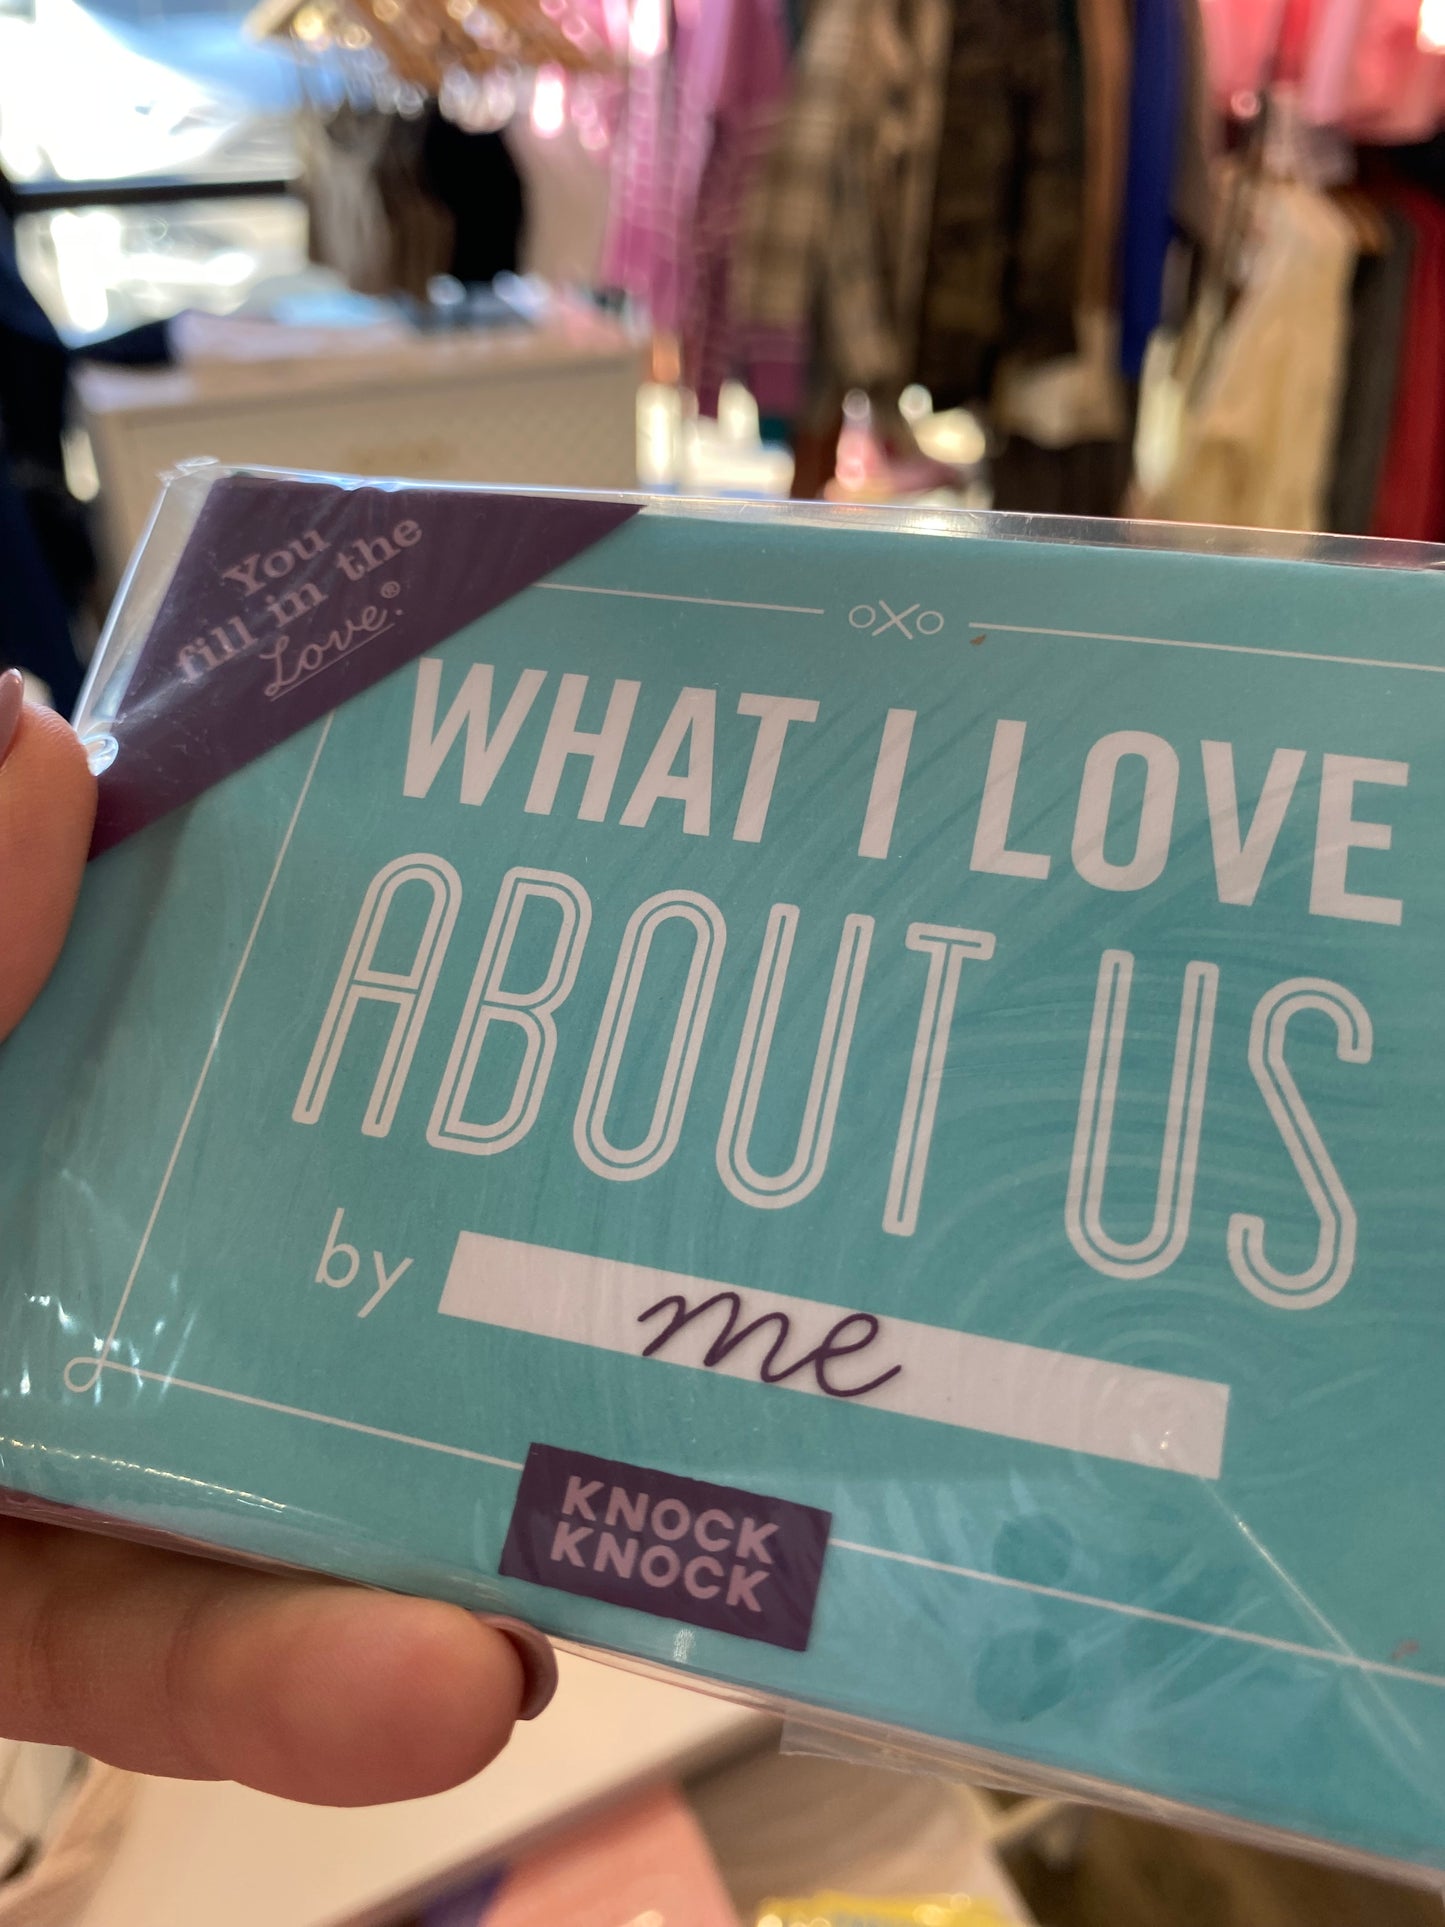 You
fill in the
Love.®
oXo
WHAT I LOVE
ABOUT US
by me
KNOCK
KNOCK